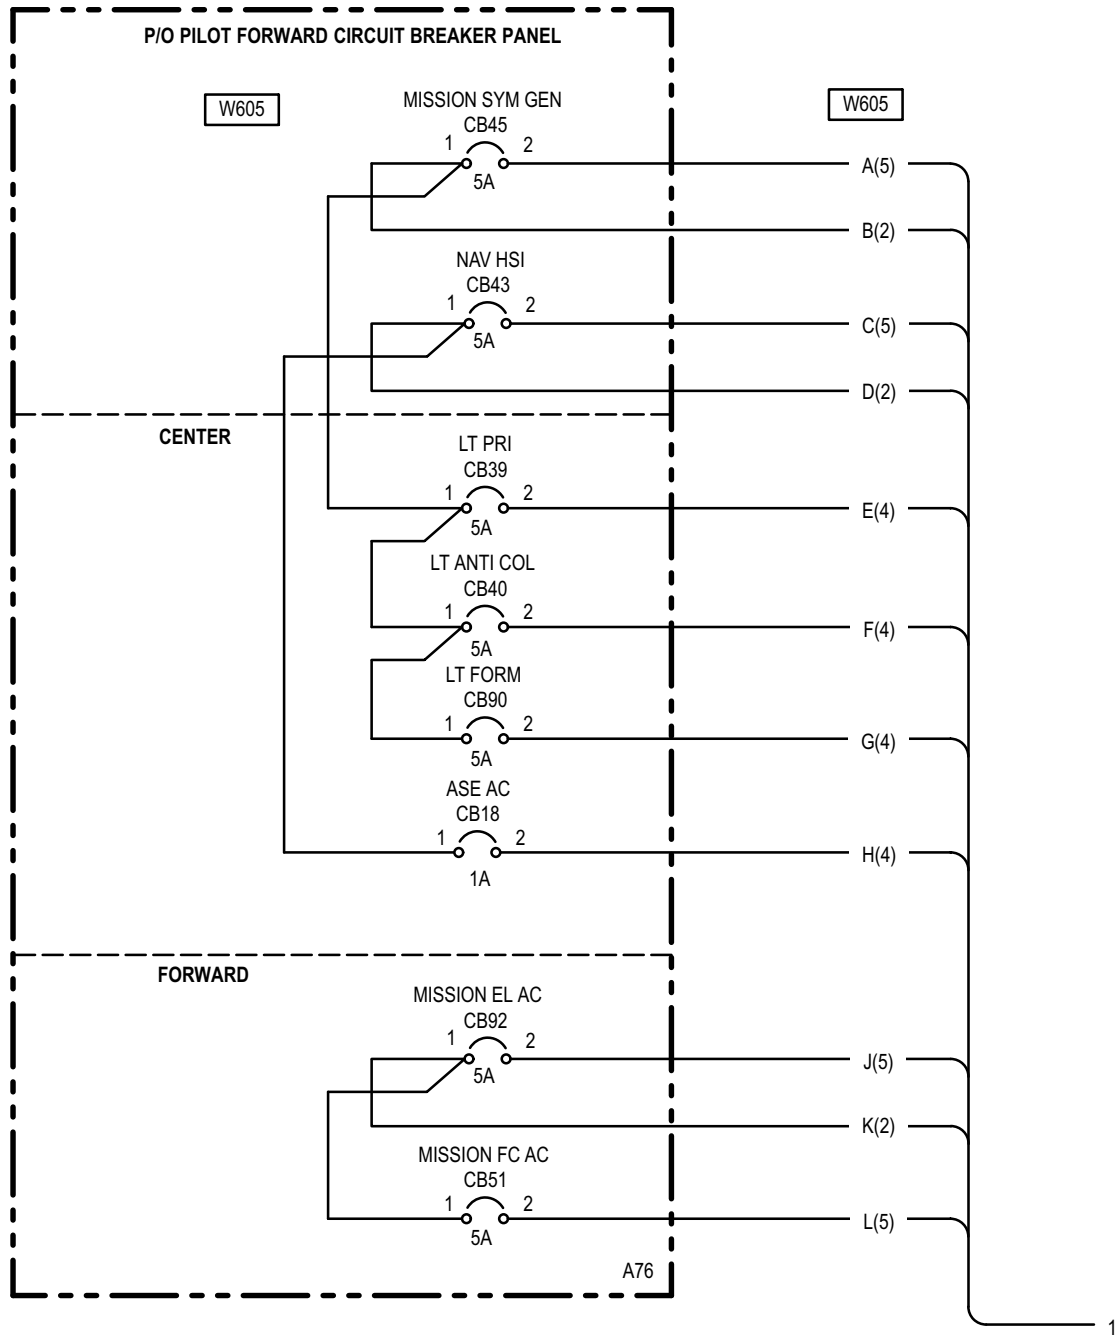 P/O PILOT FORWARD CIRCUIT BREAKER PANEL
W605
W605
MISSION SYM GEN
CB45
1 2
5A
A(5)
B(2)
NAV HSI
CB43
1 2
5A
C(5)
D(2)
CENTER
LT PRI
CB39
1 2
5A
E(4)
LT ANTI COL
CB40
1 2
5A
F(4)
LT FORM
CB90
1 2
5A
G(4)
ASE AC
CB18
1 2
1A
H(4)
FORWARD
MISSION EL AC
CB92
1 2
5A
J(5)
K(2)
MISSION FC AC
CB51
1 2
5A
L(5)
A76
1